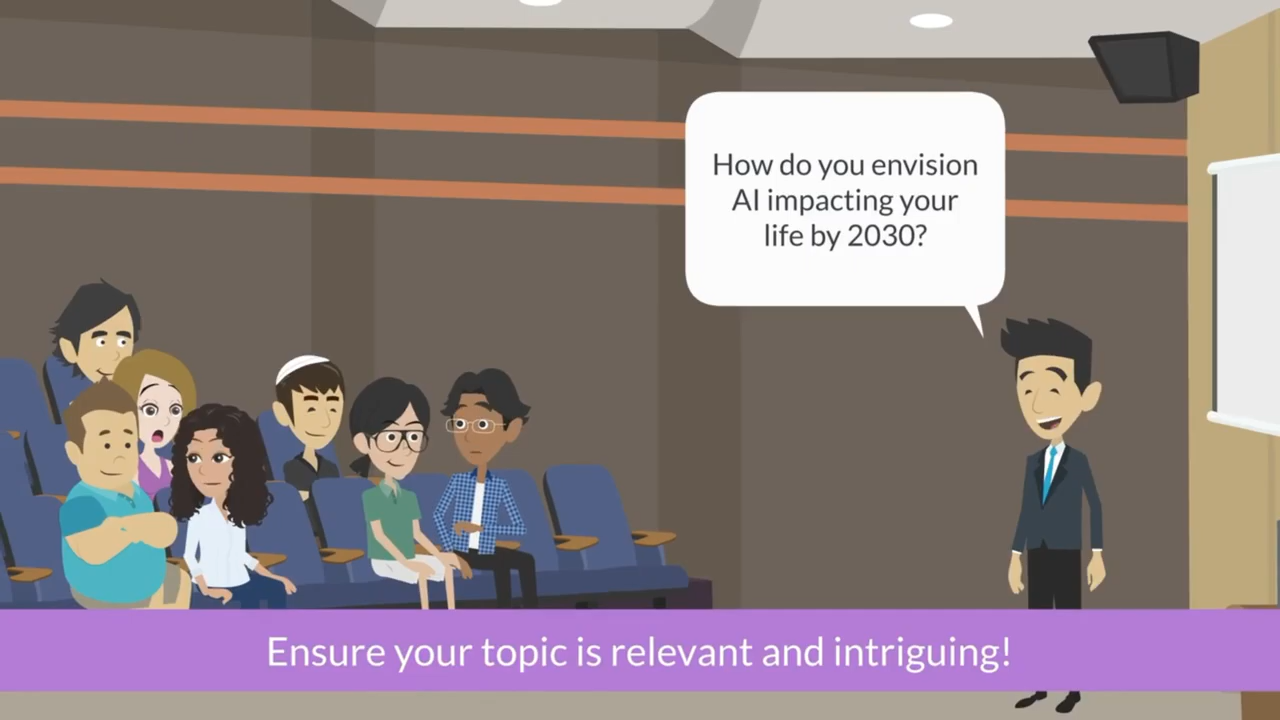 How do you envision
AI impacting your
life by 2030?
Ensure your topic is relevant and intriguing!